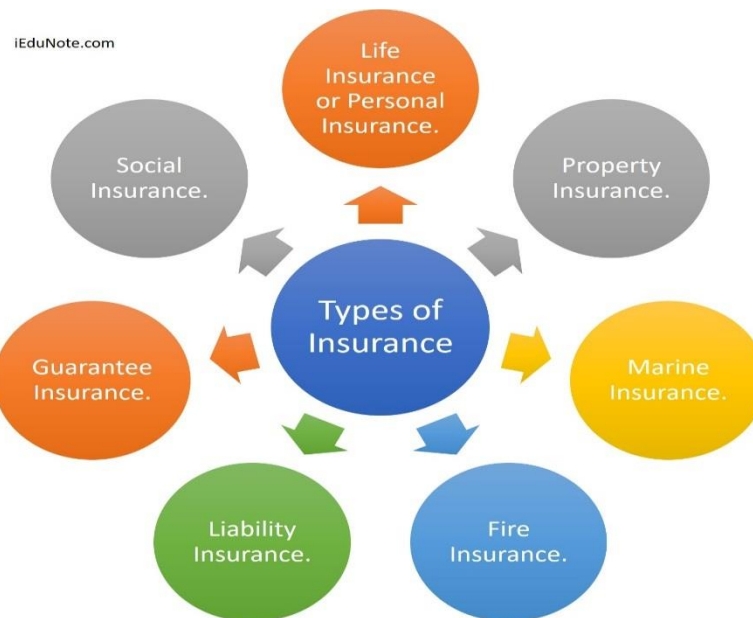 iEduNote.com
Life
Insurance
or Personal
Insurance.
Property
Insurance.
Marine
Insurance.
Fire
Insurance.
Liability
Insurance.
Guarantee
Insurance.
Social
Insurance.
Types of
Insurance